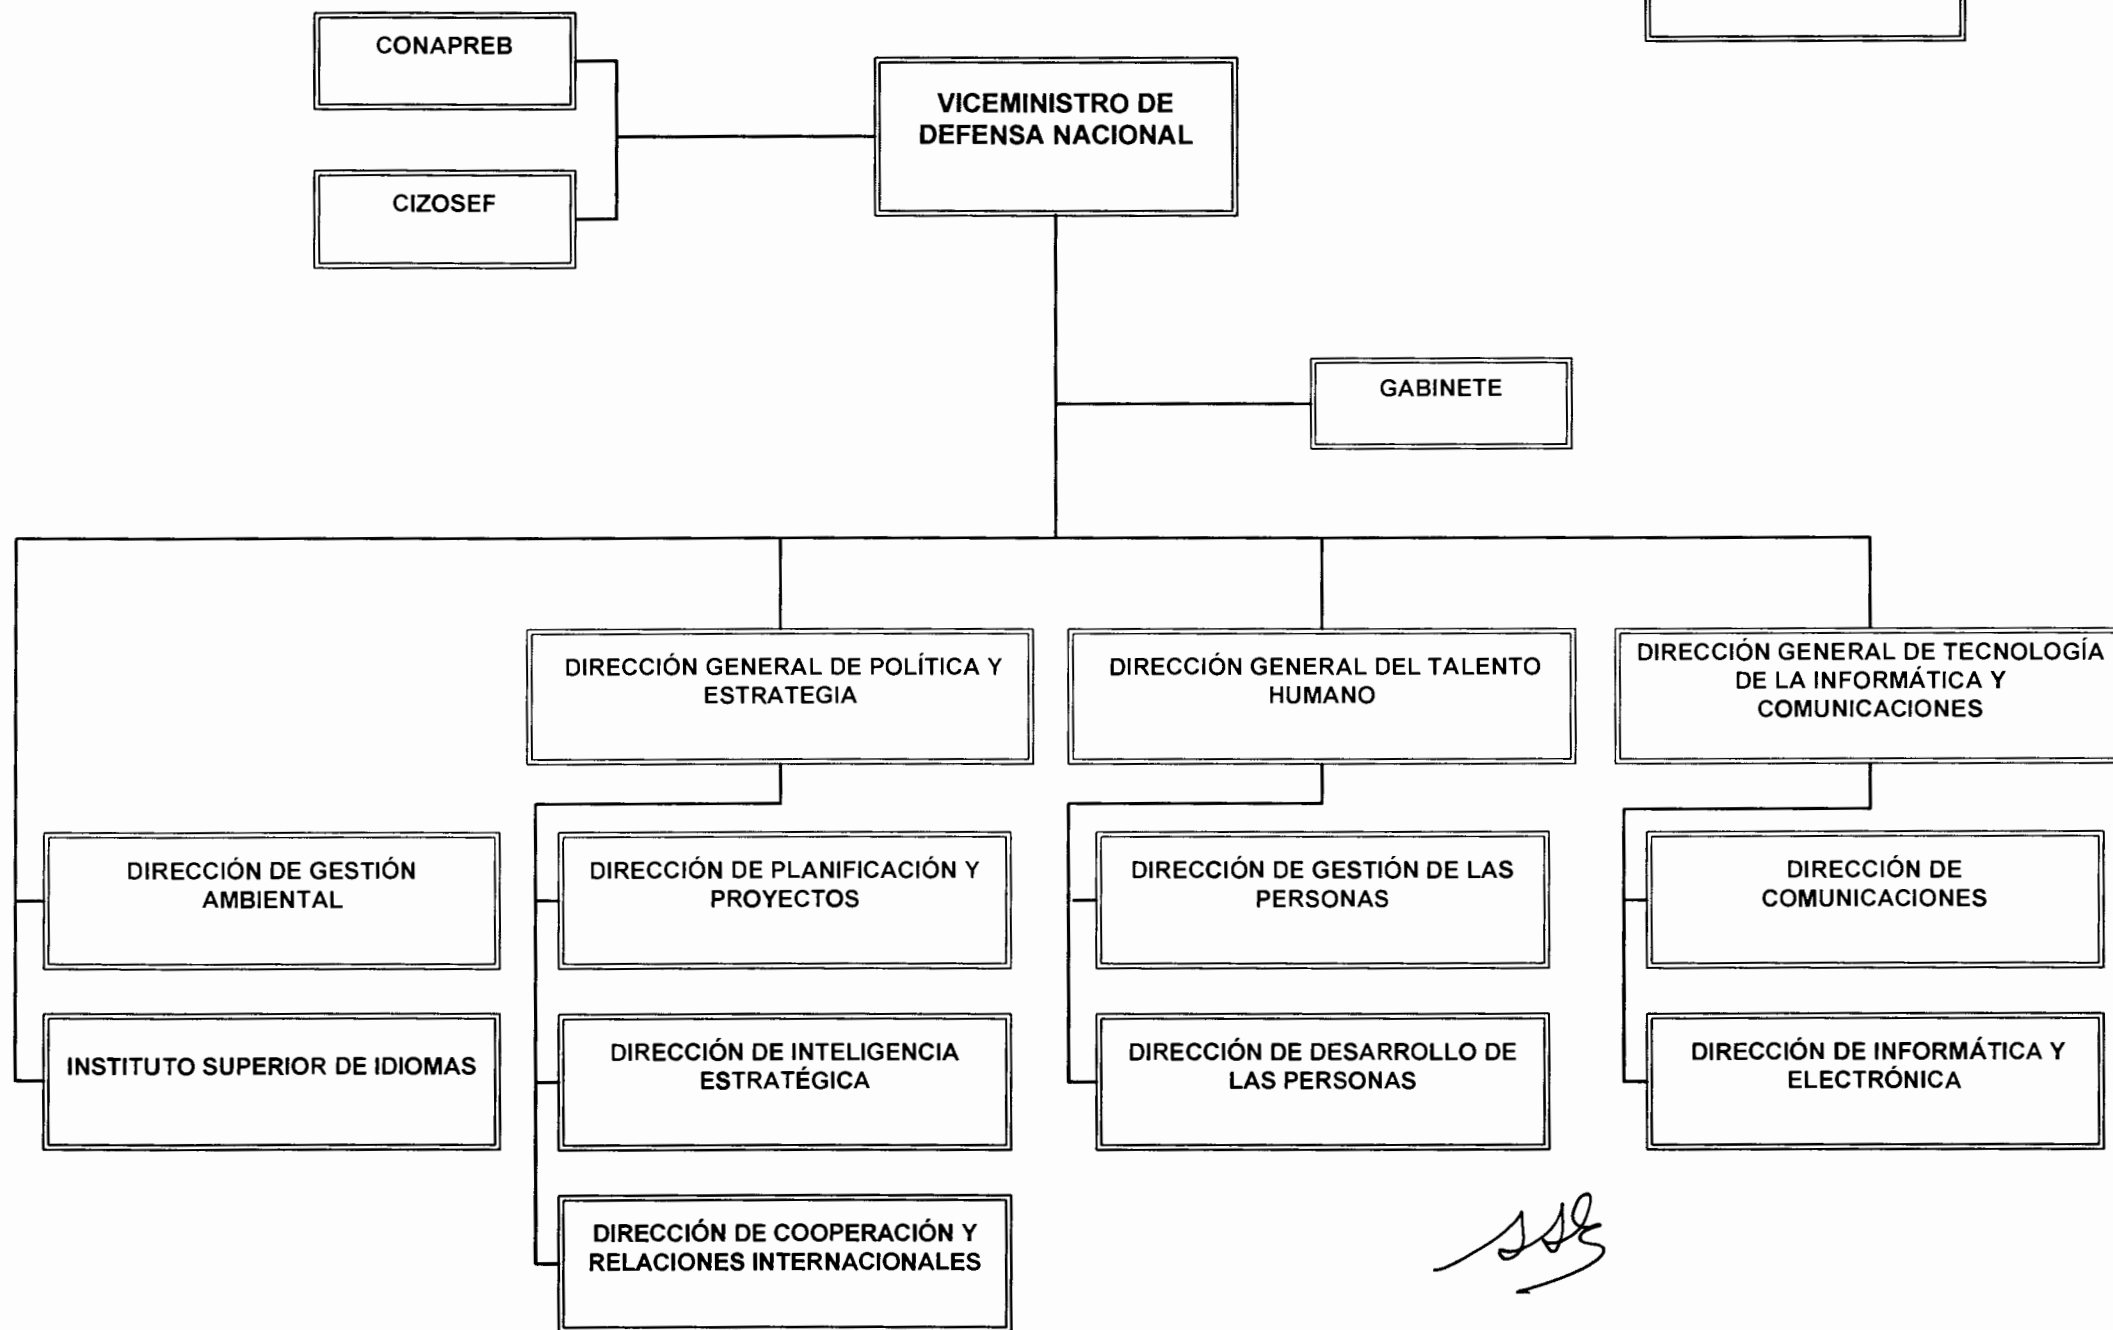 CONAPREB
VICEMINISTRO DE
DEFENSA NACIONAL
CIZOSEF
GABINETE
DIRECCIÓN GENERAL DE POLÍTICA Y
ESTRATEGIA
DIRECCIÓN GENERAL DEL TALENTO
HUMANO
DIRECCIÓN GENERAL DE TECNOLOGÍA
DE LA INFORMÁTICA Y
COMUNICACIONES
DIRECCIÓN DE GESTIÓN
AMBIENTAL
DIRECCIÓN DE PLANIFICACIÓN Y
PROYECTOS
DIRECCIÓN DE GESTIÓN DE LAS
PERSONAS
DIRECCIÓN DE
COMUNICACIONES
INSTITUTO SUPERIOR DE IDIOMAS
DIRECCIÓN DE INTELIGENCIA
ESTRATÉGICA
DIRECCIÓN DE DESARROLLO DE
LAS PERSONAS
DIRECCIÓN DE INFORMÁTICA Y
ELECTRÓNICA
DIRECCIÓN DE COOPERACIÓN Y
RELACIONES INTERNACIONALES